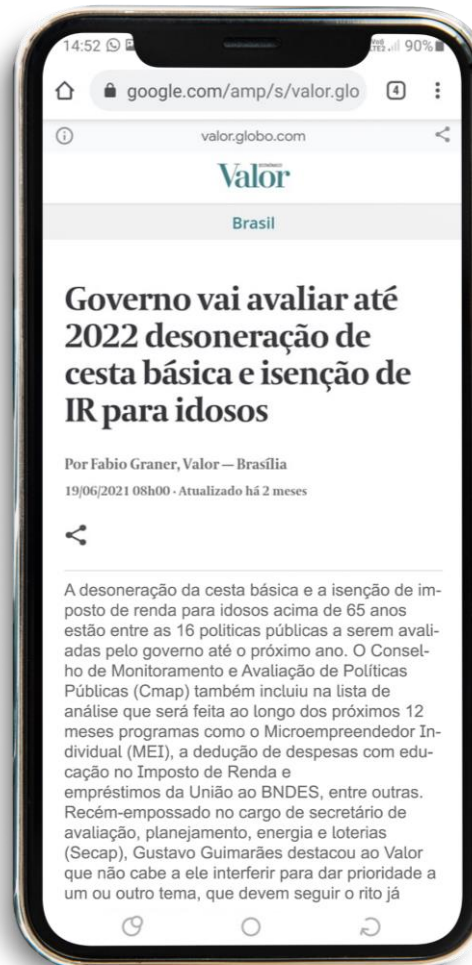 14:52
90%
google.com/amp/s/valor.glo
4
valor.globo.com
Valor
Brasil
Governo vai avaliar até
2022 desoneração de
cesta básica e isenção de
IR para idosos
Por Fabio Graner, Valor — Brasília
19/06/2021 08h00 · Atualizado há 2 meses
A desoneração da cesta básica e a isenção de im-
posto de renda para idosos acima de 65 anos
estão entre as 16 politicas públicas a serem avali-
adas pelo governo até o próximo ano. O Consel-
ho de Monitoramento e Avaliação de Políticas
Públicas (Cmap) também incluiu na lista de
análise que será feita ao longo dos próximos 12
meses programas como o Microempreendedor In-
dividual (MEI), a dedução de despesas com edu-
cação no Imposto de Renda e
empréstimos da União ao BNDES, entre outras.
Recém-empossado no cargo de secretário de
avaliação, planejamento, energia e loterias
(Secap), Gustavo Guimarães destacou ao Valor
que não cabe a ele interferir para dar prioridade a
um ou outro tema, que devem seguir o rito já